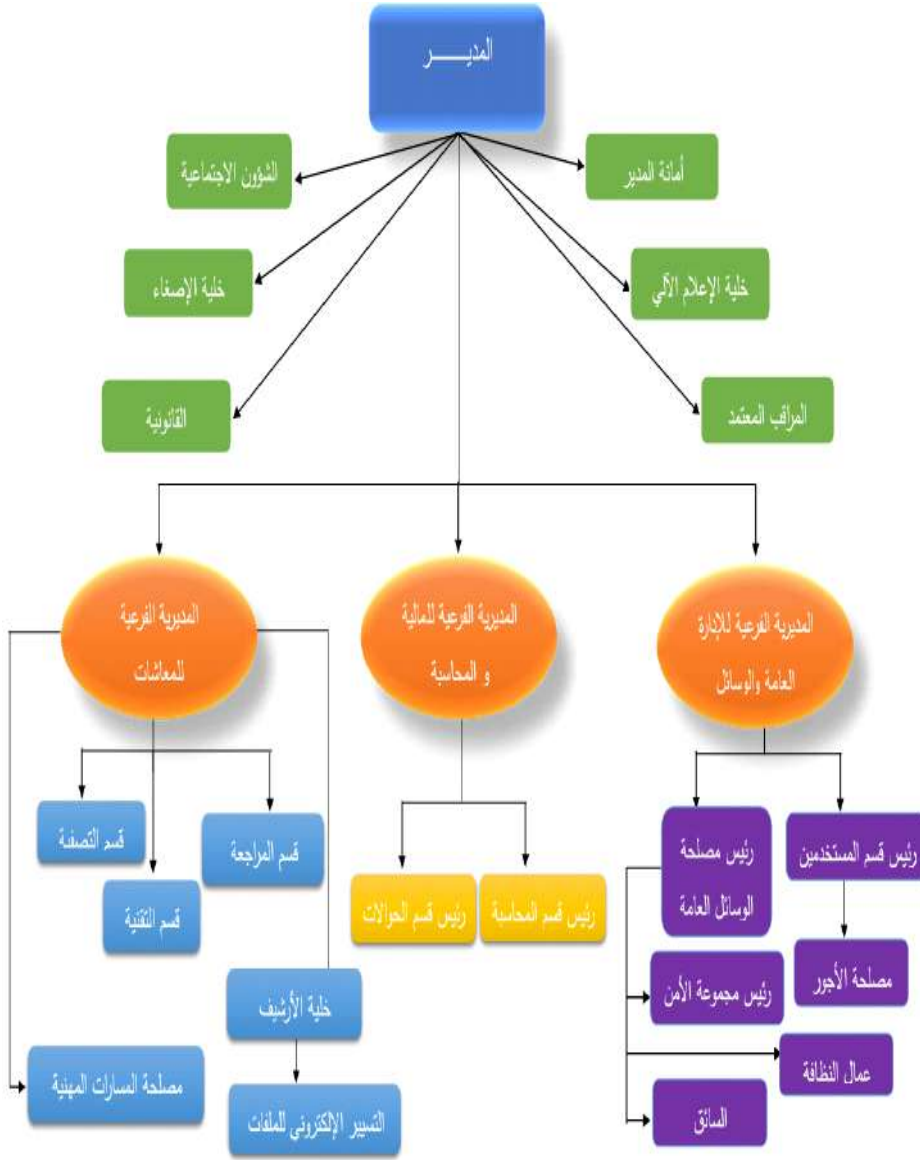 المديـــــر
أمانة المدير
الشؤون الاجتماعية
خلية الإعلام الآلي
خلية الإصغاء
المراقب المعتمد
القانونية
المديرية الفرعية للإدارة
العامة والوسائل
المديرية الفرعية للمالية
و المحاسبة
المديرية الفرعية
للمعاشات
رئيس قسم المستخدمين
رئيس مصلحة
الوسائل العامة
مصلحة الأجور
رئيس مجموعة الأمن
عمال النظافة
السائق
رئيس قسم المحاسبة
رئيس قسم الحوالات
قسم المراجعة
قسم التصفية
قسم التقنية
خلية الأرشيف
مصلحة المسارات المهنية
التسيير الإلكتروني للملفات